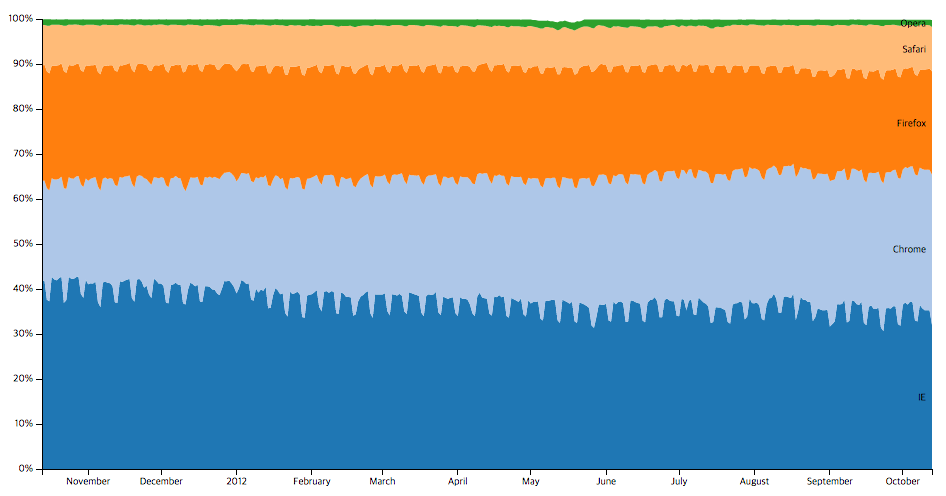 100%
Opera
Safari
90%
80%
Firefox
70%
60%
50%
Chrome
40%
30%
20%
IE
10%
0%
November December 2012 February March April May June July August September October